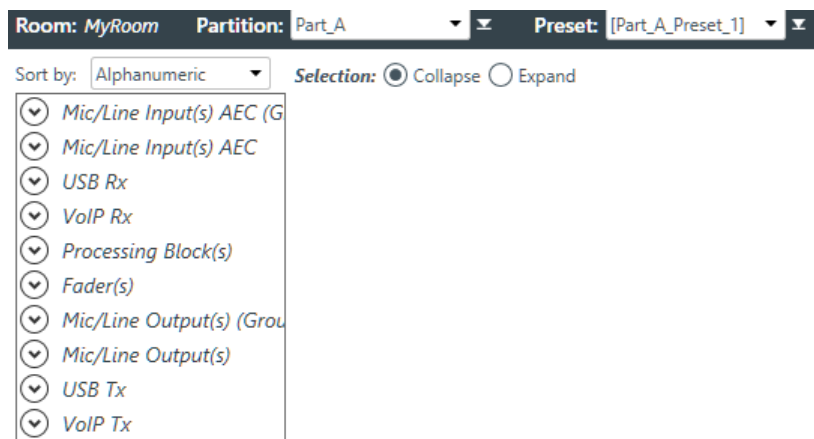 Room: MyRoom Partition: Part_A Preset: [Part_A_Preset_1]
Sort by: Alphanumeric Selection: Collapse Expand
Mic/Line Input(s) AEC (G
Mic/Line Input(s) AEC
USB Rx
VoIP Rx
Processing Block(s)
Fader(s)
Mic/Line Output(s) (Grou
Mic/Line Output(s)
USB Tx
VoIP Tx